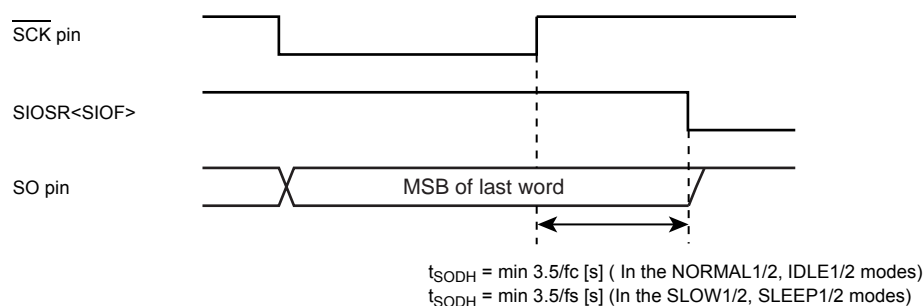 SCK pin
SIOSR<SIOF>
SO pin
MSB of last word
tSODH = min 3.5/fc [s] ( In the NORMAL1/2, IDLE1/2 modes)
tSODH = min 3.5/fs [s] (In the SLOW1/2, SLEEP1/2 modes)